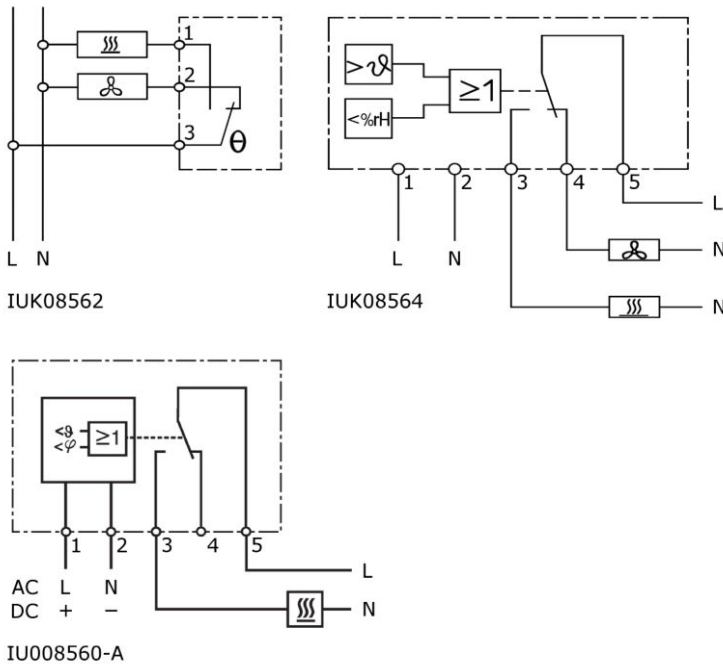 1
2
3
θ
L N
IUK08562
>ϑ
<%rH
≥1
1 2 3 4 5
L
N
N
L N
IUK08564
<ϑ
<φ
≥1
1 2 3 4 5
L
N
AC L N
DC + −
IU008560-A